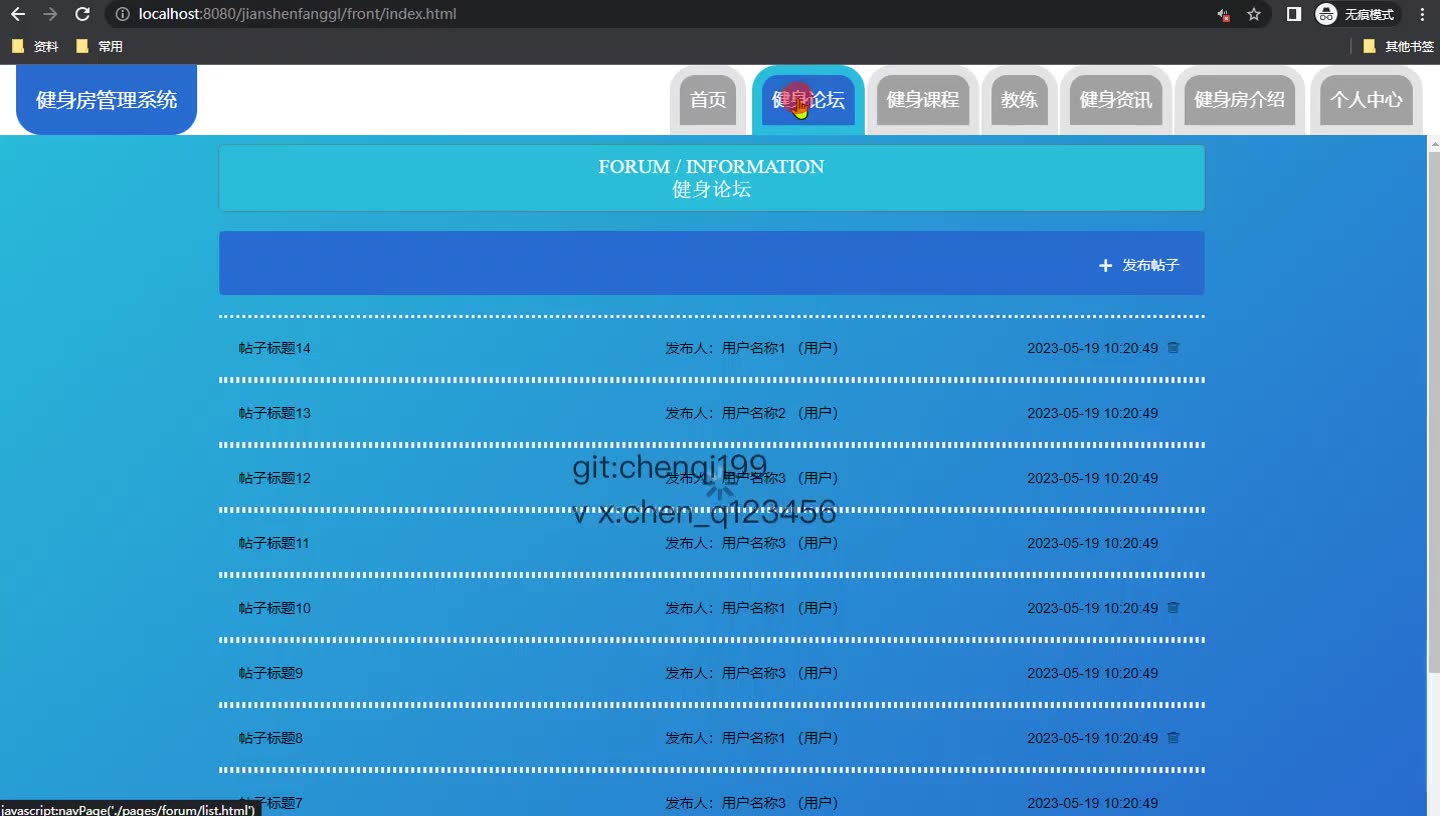 localhost:8080/jianshenfanggl/front/index.html
无痕模式
资料
常用
其他书签
健身房管理系统
首页
健身论坛
健身课程
教练
健身资讯
健身房介绍
个人中心
FORUM / INFORMATION
健身论坛
+ 发布帖子
帖子标题14 发布人：用户名称1 （用户） 2023-05-19 10:20:49
帖子标题13 发布人：用户名称2 （用户） 2023-05-19 10:20:49
git:chenqi199
帖子标题12 发布人：用户名称3 （用户） 2023-05-19 10:20:49
v x:chen_q123456
帖子标题11 发布人：用户名称3 （用户） 2023-05-19 10:20:49
帖子标题10 发布人：用户名称1 （用户） 2023-05-19 10:20:49
帖子标题9 发布人：用户名称3 （用户） 2023-05-19 10:20:49
帖子标题8 发布人：用户名称1 （用户） 2023-05-19 10:20:49
帖子标题7 发布人：用户名称3 （用户） 2023-05-19 10:20:49
javascript:navPage('./pages/forum/list.html')